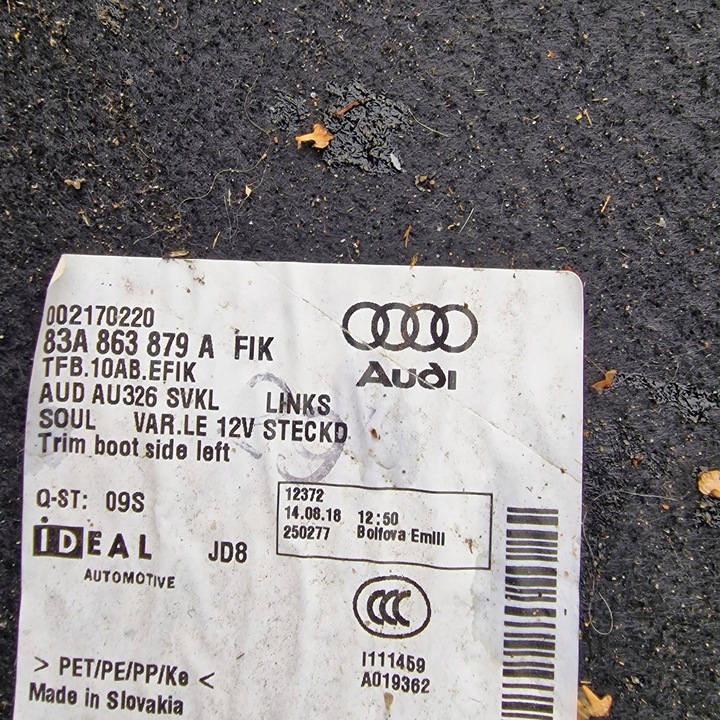 002170220
83A 863 879 A FIK
TFB.10AB.EFIK
AUD AU326 SVKL LINKS
SOUL VAR.LE 12V STECKD
Trim boot side left
Audi
Q-ST: 09S
IDEAL
AUTOMOTIVE
JD8
12372
14.08.18 12:50
250277 Bolfova Emili
CCC
I111459
A019362
> PET/PE/PP/Ke <
Made in Slovakia